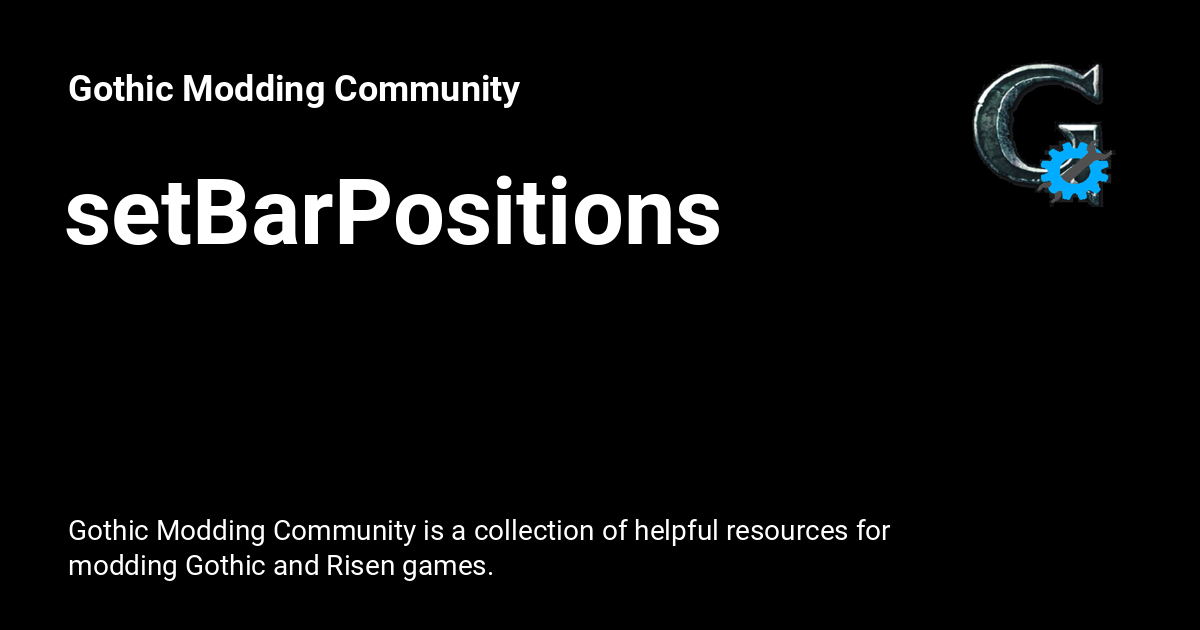 Gothic Modding Community
setBarPositions
G
Gothic Modding Community is a collection of helpful resources for
modding Gothic and Risen games.